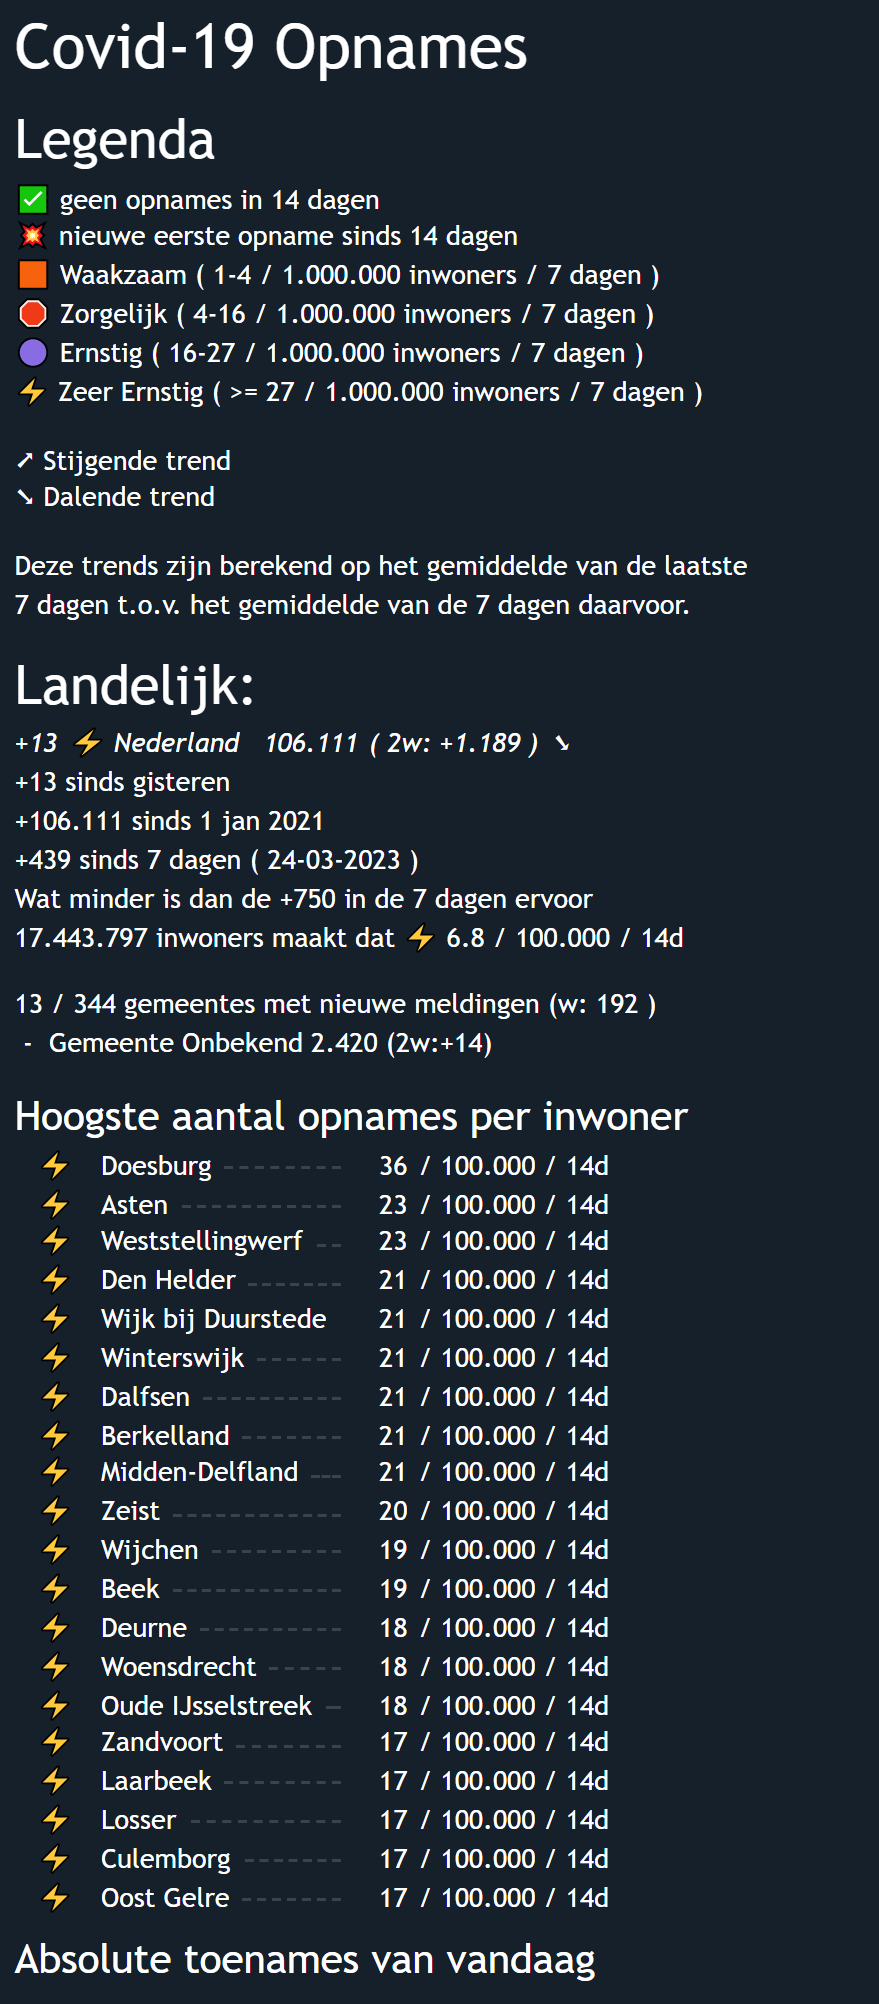 Covid-19 Opnames
Legenda
✅ geen opnames in 14 dagen
💥 nieuwe eerste opname sinds 14 dagen
🟧 Waakzaam ( 1-4 / 1.000.000 inwoners / 7 dagen )
🛑 Zorgelijk ( 4-16 / 1.000.000 inwoners / 7 dagen )
🟣 Ernstig ( 16-27 / 1.000.000 inwoners / 7 dagen )
⚡ Zeer Ernstig ( >= 27 / 1.000.000 inwoners / 7 dagen )
➚ Stijgende trend
➘ Dalende trend
Deze trends zijn berekend op het gemiddelde van de laatste
7 dagen t.o.v. het gemiddelde van de 7 dagen daarvoor.
Landelijk:
+13 ⚡ Nederland 106.111 ( 2w: +1.189 ) ➘
+13 sinds gisteren
+106.111 sinds 1 jan 2021
+439 sinds 7 dagen ( 24-03-2023 )
Wat minder is dan de +750 in de 7 dagen ervoor
17.443.797 inwoners maakt dat ⚡ 6.8 / 100.000 / 14d
13 / 344 gemeentes met nieuwe meldingen (w: 192 )
- Gemeente Onbekend 2.420 (2w:+14)
Hoogste aantal opnames per inwoner
⚡ Doesburg -------- 36 / 100.000 / 14d
⚡ Asten ----------- 23 / 100.000 / 14d
⚡ Weststellingwerf -- 23 / 100.000 / 14d
⚡ Den Helder ------- 21 / 100.000 / 14d
⚡ Wijk bij Duurstede 21 / 100.000 / 14d
⚡ Winterswijk ------ 21 / 100.000 / 14d
⚡ Dalfsen ---------- 21 / 100.000 / 14d
⚡ Berkelland ------- 21 / 100.000 / 14d
⚡ Midden-Delfland --- 21 / 100.000 / 14d
⚡ Zeist ------------ 20 / 100.000 / 14d
⚡ Wijchen --------- 19 / 100.000 / 14d
⚡ Beek ------------ 19 / 100.000 / 14d
⚡ Deurne ---------- 18 / 100.000 / 14d
⚡ Woensdrecht ----- 18 / 100.000 / 14d
⚡ Oude IJsselstreek - 18 / 100.000 / 14d
⚡ Zandvoort ------- 17 / 100.000 / 14d
⚡ Laarbeek -------- 17 / 100.000 / 14d
⚡ Losser ---------- 17 / 100.000 / 14d
⚡ Culemborg ------- 17 / 100.000 / 14d
⚡ Oost Gelre ------- 17 / 100.000 / 14d
Absolute toenames van vandaag